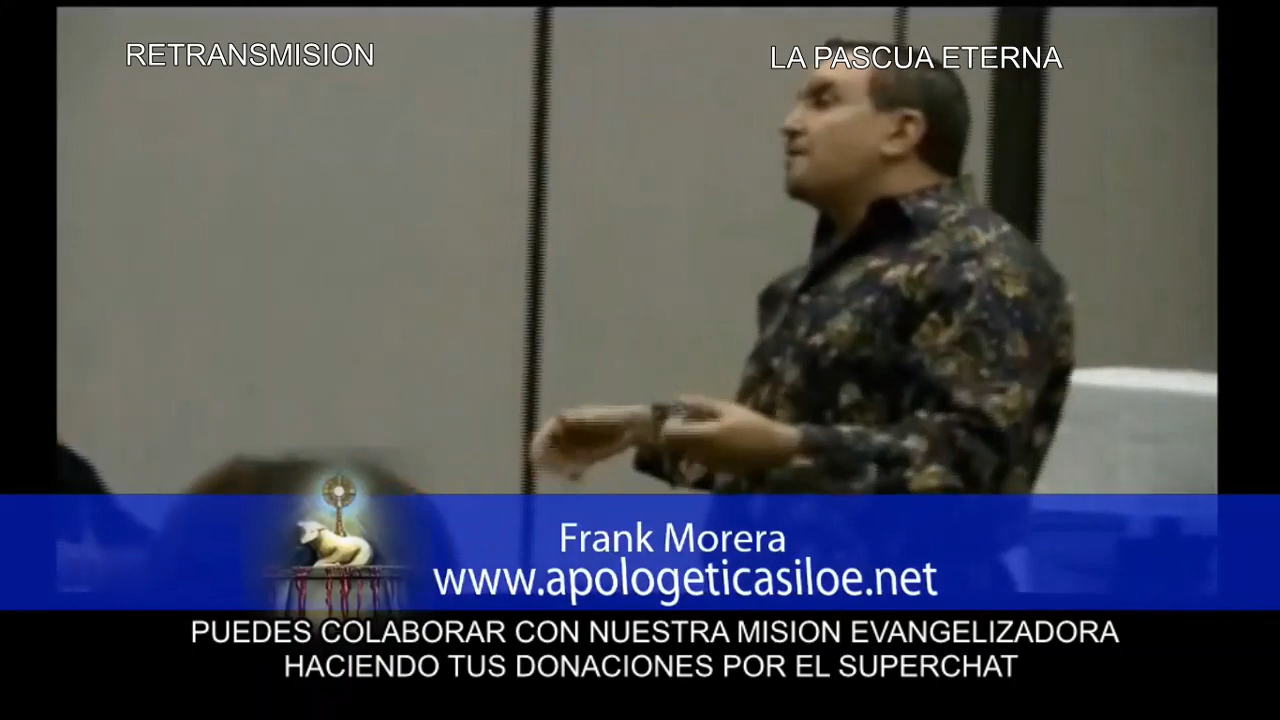 RETRANSMISION
LA PASCUA ETERNA
Frank Morera
www.apologeticasiloe.net
PUEDES COLABORAR CON NUESTRA MISION EVANGELIZADORA
HACIENDO TUS DONACIONES POR EL SUPERCHAT